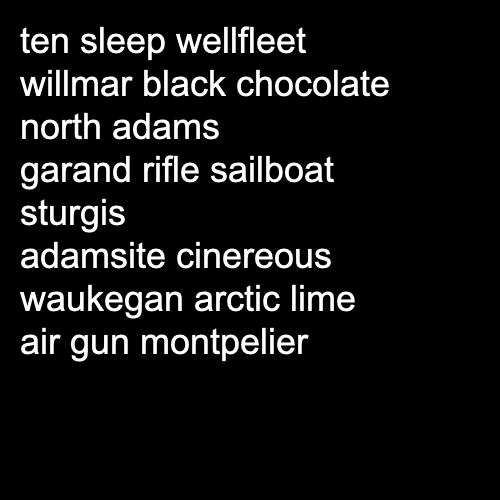 ten sleep wellfleet
willmar black chocolate
north adams
garand rifle sailboat
sturgis
adamsite cinereous
waukegan arctic lime
air gun montpelier